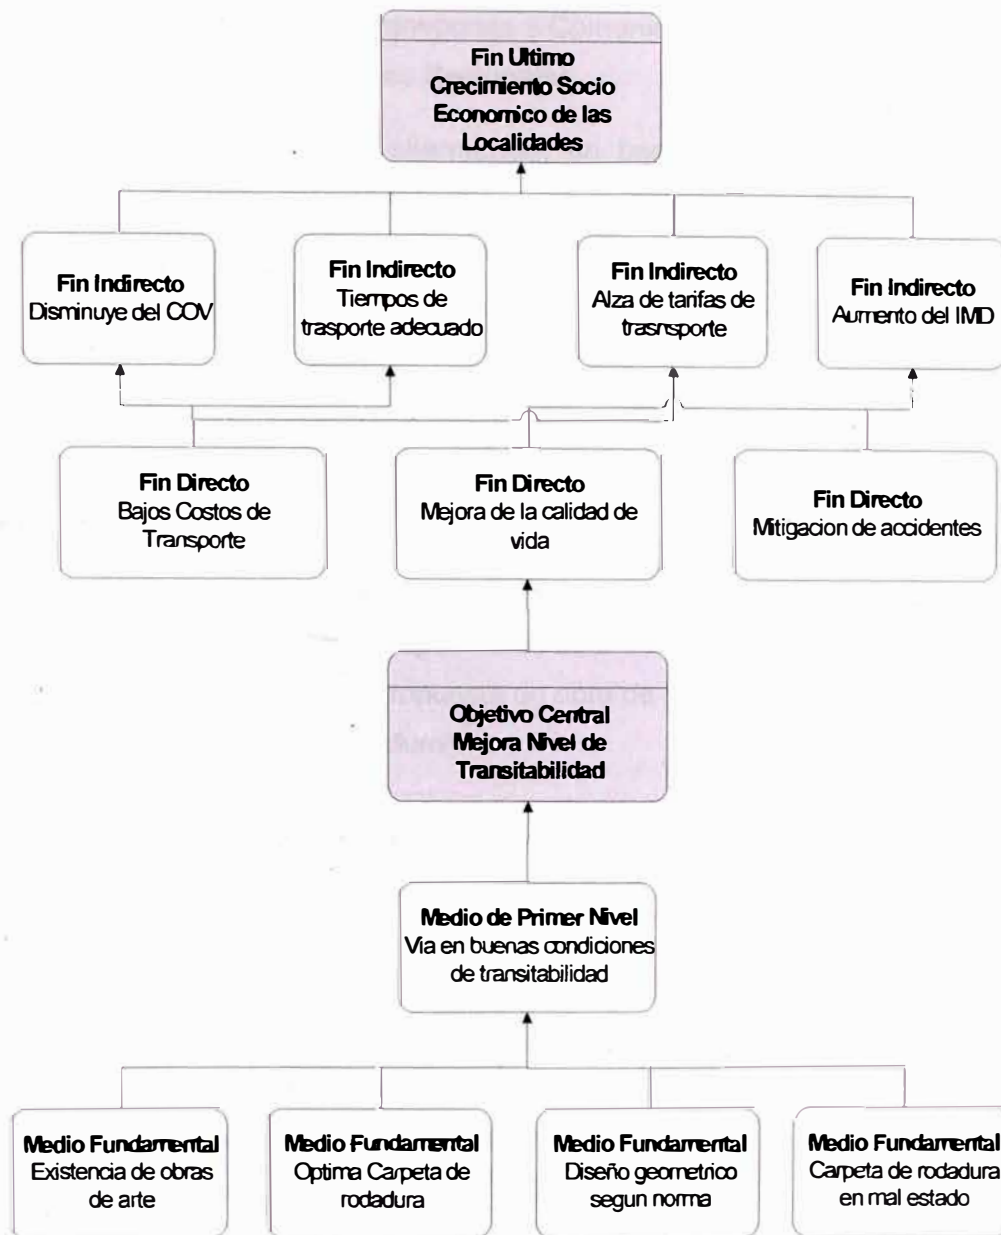 Fin Ultimo
Crecimiento Socio
Economico de las
Localidades
Fin Indirecto
Disminuye del COV
Fin Indirecto
Tiempos de
trasporte adecuado
Fin Indirecto
Alza de tarifas de
trasnsporte
Fin Indirecto
Aumento del IMD
Fin Directo
Bajos Costos de
Transporte
Fin Directo
Mejora de la calidad de
vida
Fin Directo
Mitigacion de accidentes
Objetivo Central
Mejora Nivel de
Transitabilidad
Medio de Primer Nivel
Via en buenas condiciones
de transitabilidad
Medio Fundamental
Existencia de obras
de arte
Medio Fundamental
Optima Carpeta de
rodadura
Medio Fundamental
Diseño geometrico
segun norma
Medio Fundamental
Carpeta de rodadura
en mal estado